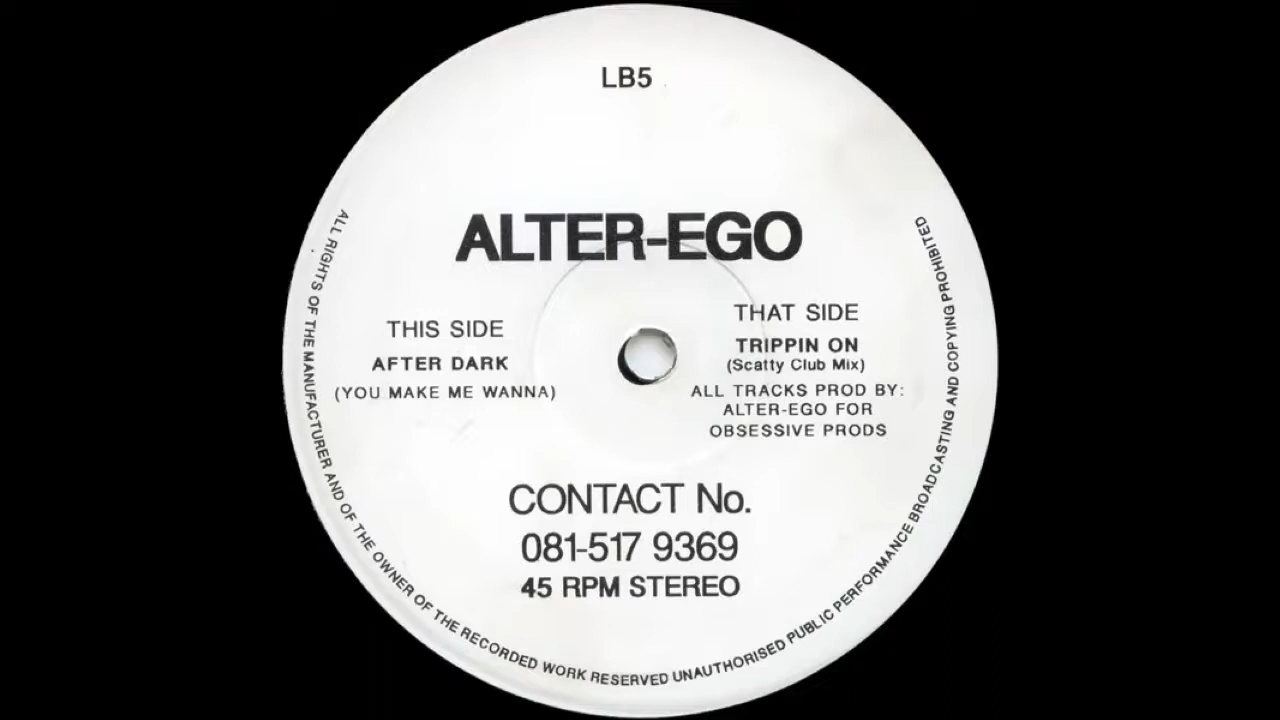 LB5
ALTER-EGO
THIS SIDE
AFTER DARK
(YOU MAKE ME WANNA)
THAT SIDE
TRIPPIN ON
(Scatty Club Mix)
ALL TRACKS PROD BY:
ALTER-EGO FOR
OBSESSIVE PRODS
CONTACT No.
081-517 9369
45 RPM STEREO
ALL RIGHTS OF THE MANUFACTURER AND OF THE OWNER OF THE RECORDED WORK RESERVED UNAUTHORISED PUBLIC PERFORMANCE BROADCASTING AND COPYING PROHIBITED